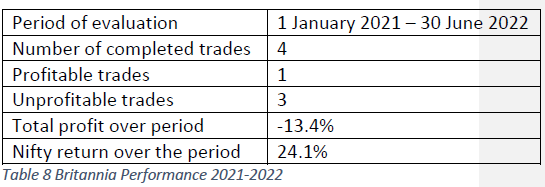 Period of evaluation 1 January 2021 – 30 June 2022
Number of completed trades 4
Profitable trades 1
Unprofitable trades 3
Total profit over period -13.4%
Nifty return over the period 24.1%
Table 8 Britannia Performance 2021-2022